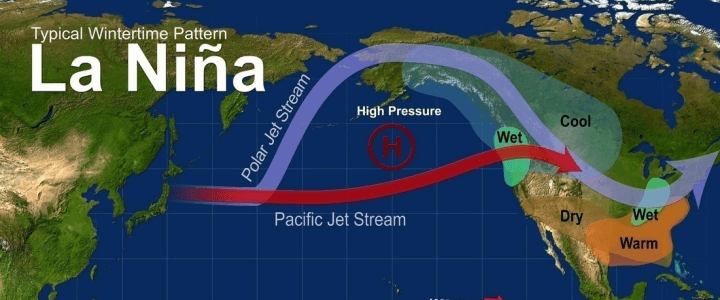 Typical Wintertime Pattern
La Niña
Polar Jet Stream
High Pressure
H
Cool
Wet
Pacific Jet Stream
Dry
Wet
Warm